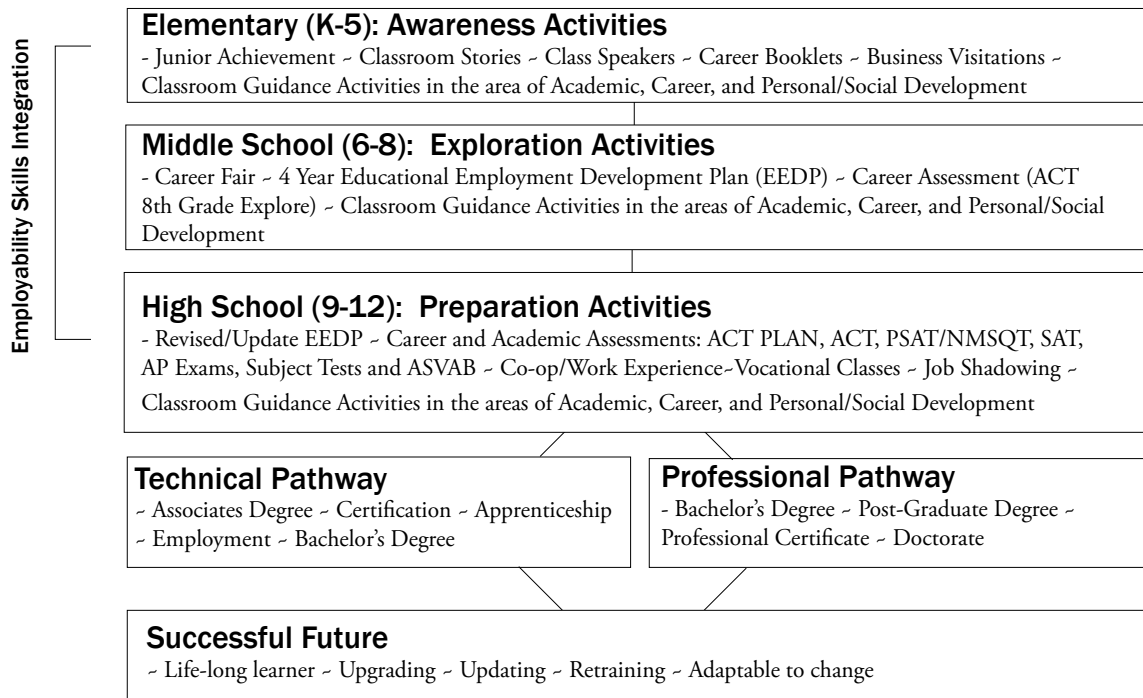 Employability Skills Integration
Elementary (K-5): Awareness Activities
- Junior Achievement ~ Classroom Stories ~ Class Speakers ~ Career Booklets ~ Business Visitations ~
Classroom Guidance Activities in the area of Academic, Career, and Personal/Social Development
Middle School (6-8):  Exploration Activities
- Career Fair ~ 4 Year Educational Employment Development Plan (EEDP) ~ Career Assessment (ACT
8th Grade Explore) ~ Classroom Guidance Activities in the areas of Academic, Career, and Personal/Social
Development
High School (9-12):  Preparation Activities
- Revised/Update EEDP ~ Career and Academic Assessments: ACT PLAN, ACT, PSAT/NMSQT, SAT,
AP Exams, Subject Tests and ASVAB ~ Co-op/Work Experience~Vocational Classes ~ Job Shadowing ~
Classroom Guidance Activities in the areas of Academic, Career, and Personal/Social Development
Technical Pathway
~ Associates Degree ~ Certification ~ Apprenticeship
~ Employment ~ Bachelor's Degree
Professional Pathway
- Bachelor's Degree ~ Post-Graduate Degree ~
Professional Certificate ~ Doctorate
Successful Future
~ Life-long learner ~ Upgrading ~ Updating ~ Retraining ~ Adaptable to change